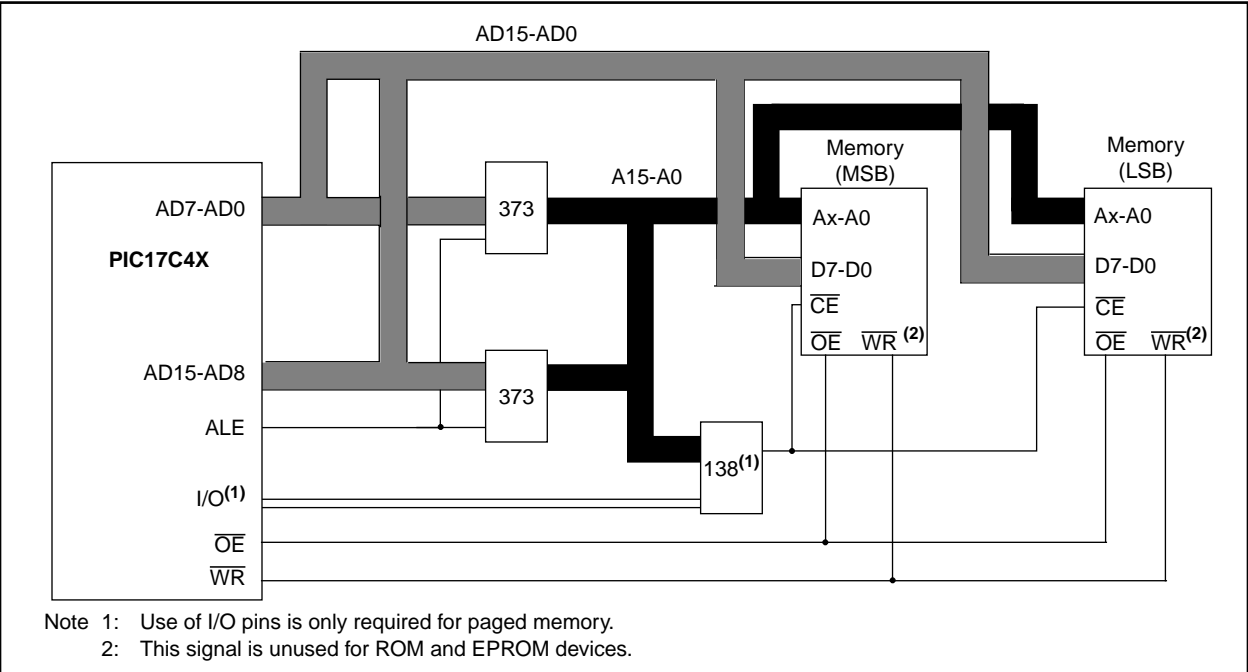 AD15-AD0
Memory
(MSB)
Memory
(LSB)
A15-A0
373
AD7-AD0
PIC17C4X
Ax-A0
D7-D0
CE
OE WR (2)
Ax-A0
D7-D0
CE
OE WR(2)
AD15-AD8
373
ALE
138(1)
I/O(1)
OE
WR
Note 1: Use of I/O pins is only required for paged memory.
2: This signal is unused for ROM and EPROM devices.